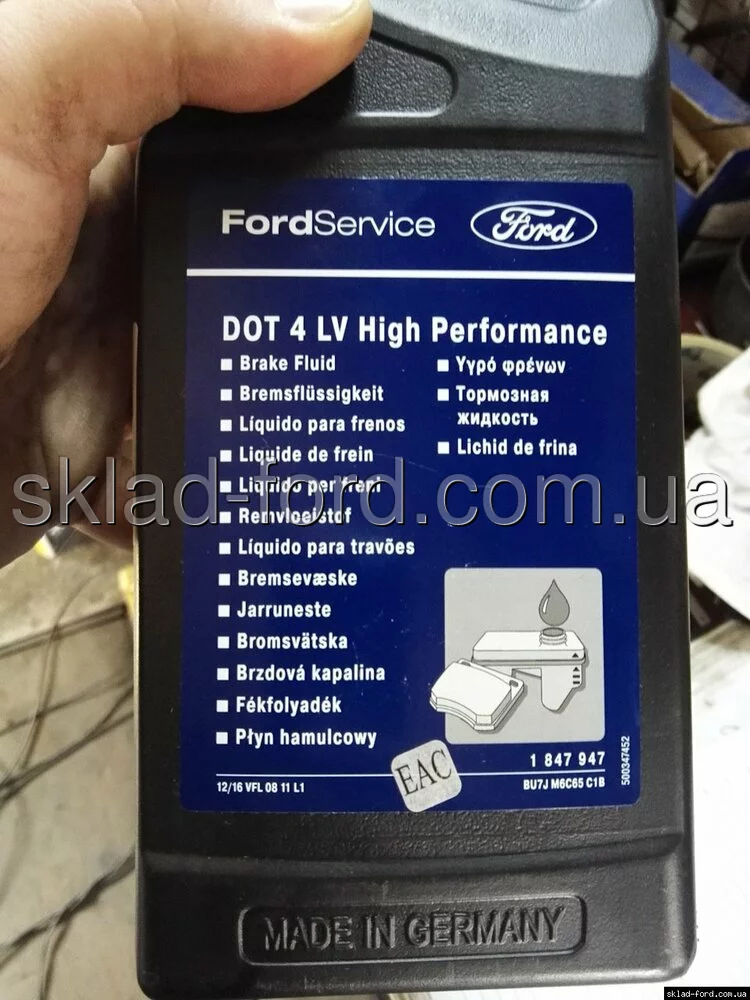 FordService
Ford
DOT 4 LV High Performance
Brake Fluid
Bremsflüssigkeit
Líquido para frenos
Liquide de frein
Liquido per freni
Remvloeistof
Líquido para travões
Bremsevæske
Jarruneste
Bromsvätska
Brzdová kapalina
Fékfolyadék
Płyn hamulcowy
Υγρό φρένων
Тормозная
жидкость
Lichid de frina
sklad-ford.com.ua
EAC
1 847 947
12/16 VFL 08 11 L1
BU7J M6C65 C1B
500347452
MADE IN GERMANY
sklad-ford.com.ua